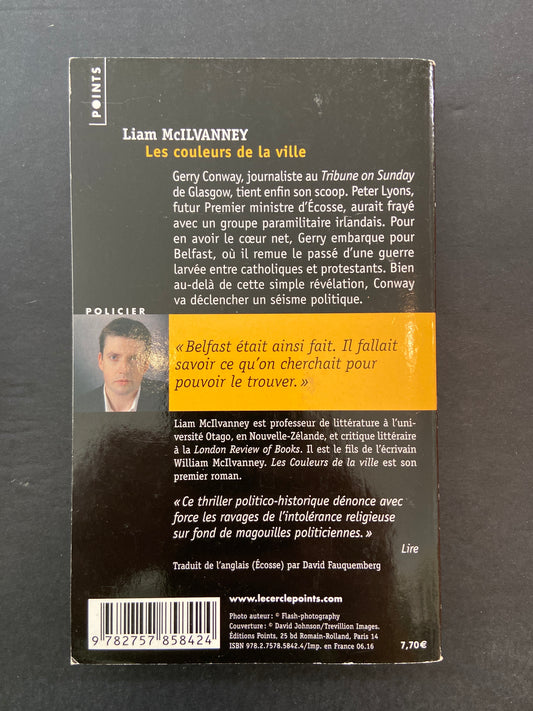 POINTS
Liam McILVANNEY
Les couleurs de la ville
Gerry Conway, journaliste au Tribune on Sunday
de Glasgow, tient enfin son scoop. Peter Lyons,
futur Premier ministre d'Écosse, aurait frayé
avec un groupe paramilitaire irlandais. Pour
en avoir le cœur net, Gerry embarque pour
Belfast, où il remue le passé d'une guerre
larvée entre catholiques et protestants. Bien
au-delà de cette simple révélation, Conway
va déclencher un séisme politique.
POLICIER
« Belfast était ainsi fait. Il fallait
savoir ce qu'on cherchait pour
pouvoir le trouver. »
Liam McIlvanney est professeur de littérature à l'uni-
versité Otago, en Nouvelle-Zélande, et critique littéraire
à la London Review of Books. Il est le fils de l'écrivain
William McIlvanney. Les Couleurs de la ville est son
premier roman.
« Ce thriller politico-historique dénonce avec
force les ravages de l'intolérance religieuse
sur fond de magouilles politiciennes. »
Lire
Traduit de l'anglais (Écosse) par David Fauquemberg
www.lecerclepoints.com
Photo auteur : © Flash-photography
Couverture : © David Johnson/Trevillion Images.
Éditions Points, 25 bd Romain-Rolland, Paris 14
ISBN 978.2.7578.5842.4/Imp. en France 06.16
7,70 €
9 782757 858424